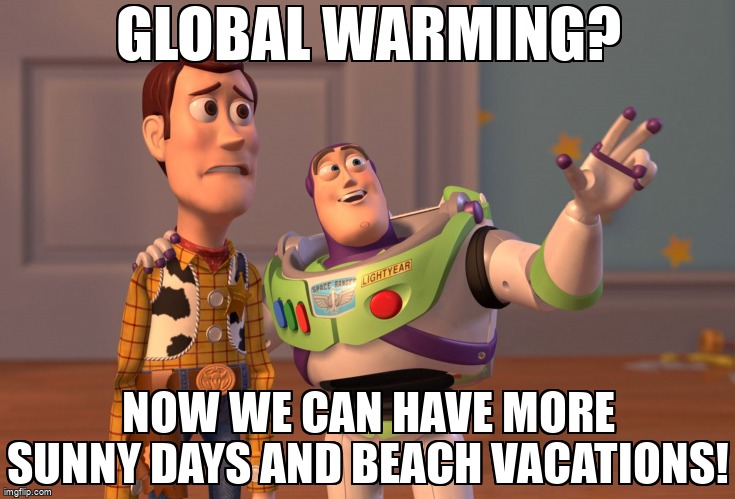 GLOBAL WARMING?
SPACE RANGER
LIGHTYEAR
NOW WE CAN HAVE MORE
SUNNY DAYS AND BEACH VACATIONS!
imgflip.com